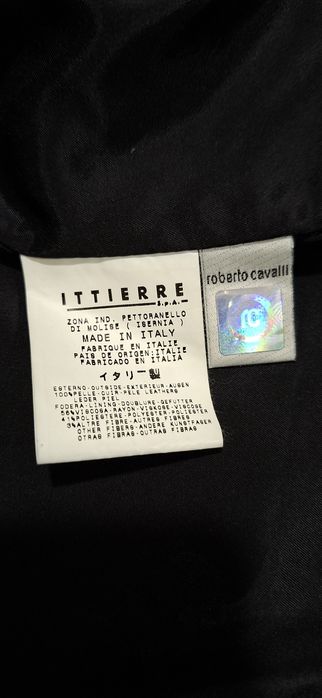 ITTIERRE
S.p.A.
ZONA IND. PETTORANELLO
DI MOLISE ( ISERNIA )
MADE IN ITALY
FABRIQUE EN ITALIE
PAIS DE ORIGEN:ITALIE
FABRICADO EN ITALIA
イタリー製
ESTERNO-OUTSIDE-EXTERIEUR-AUGEN
100%PELLE-CUIR-PELE LEATHERS
LEDER PIEL
FODERA-LINING-DOUBLURE-GEFUTTER
56%VISCOSA-RAYON-VISKOSE-VISCOSE
41%POLIESTERE-POLYESTER-POLIESTER
3%ALTRE FIBRE-AUTRES FIBRES
OTHER FIBERS-ANDERE KUNSTFASER
OTRAS FIBRAS-OUTRAS FIBRAS
roberto cavalli